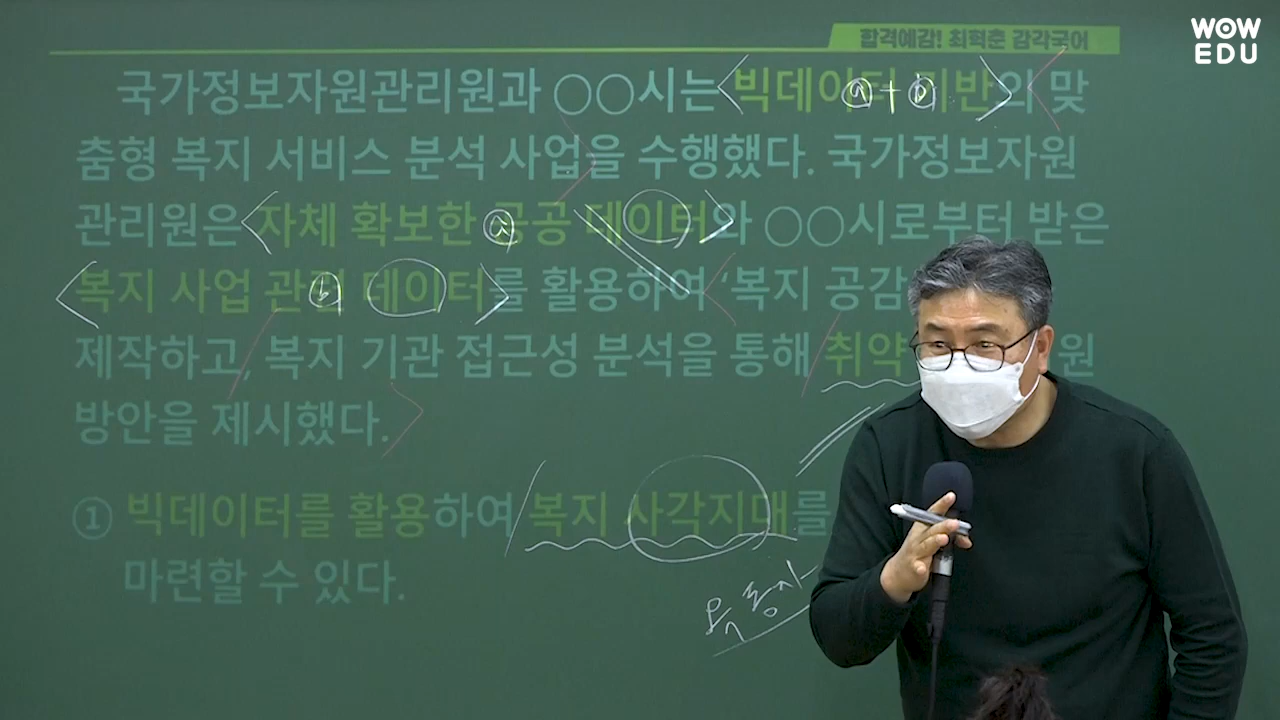 합격예감! 최혁춘 감각국어
WOW
EDU
국가정보자원관리원과 ○○시는 빅데이터 기반의 맞
ⓐ+ⓑ
춤형 복지 서비스 분석 사업을 수행했다. 국가정보자원
관리원은 자체 확보한 공공 데이터와 ○○시로부터 받은
ⓐ
복지 사업 관련 데이터를 활용하여 ‘복지 공감
ⓑ
제작하고, 복지 기관 접근성 분석을 통해 취약 원
방안을 제시했다.
① 빅데이터를 활용하여 복지 사각지대를
마련할 수 있다.